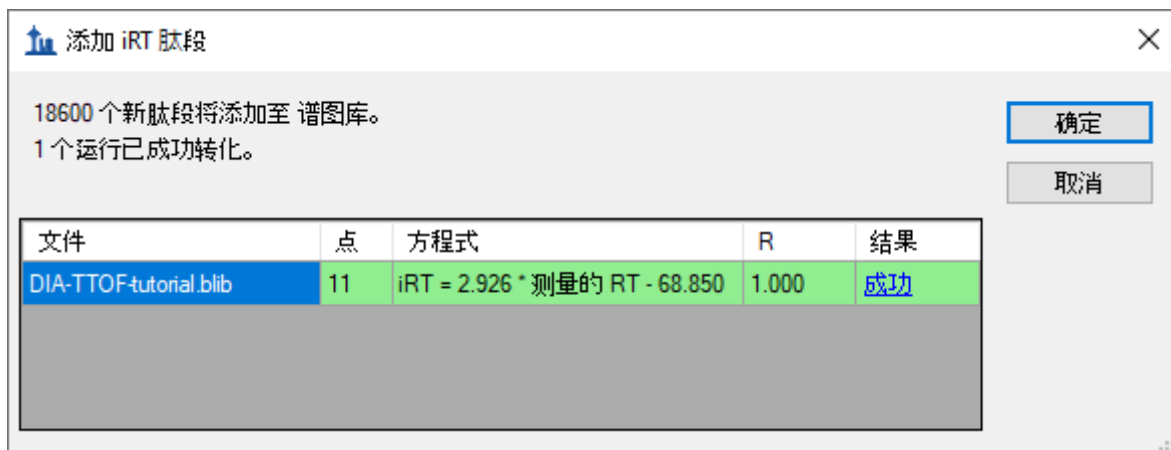 添加 iRT 肽段
18600 个新肽段将添加至 谱图库。
1 个运行已成功转化。
确定
取消
文件 点 方程式 R 结果
DIA-TTOF-tutorial.blib 11 iRT = 2.926 * 测量的 RT - 68.850 1.000 成功